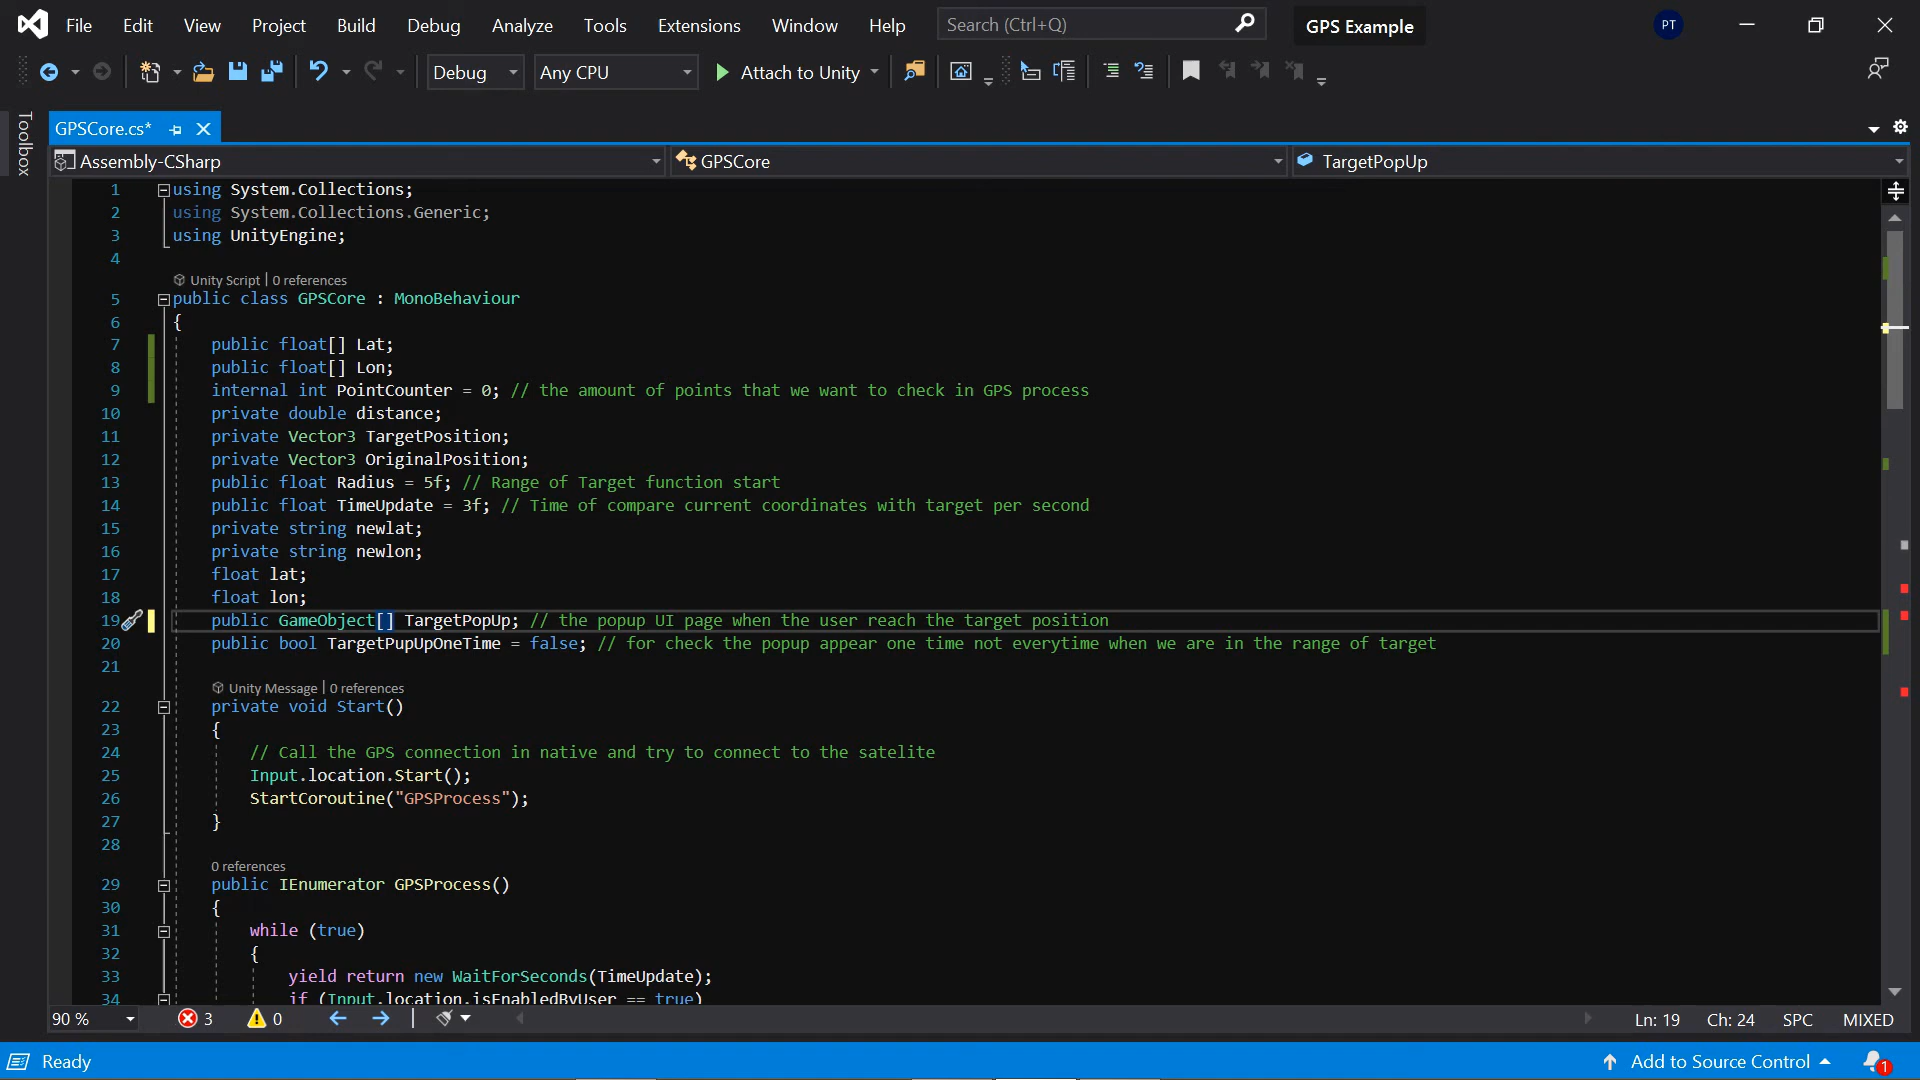 File Edit View Project Build Debug Analyze Tools Extensions Window Help Search (Ctrl+Q) GPS Example PT
Debug Any CPU Attach to Unity
Toolbox
GPSCore.cs*
Assembly-CSharp GPSCore TargetPopUp
1 using System.Collections;
2 using System.Collections.Generic;
3 using UnityEngine;
4
Unity Script | 0 references
5 public class GPSCore : MonoBehaviour
6 {
7 public float[] Lat;
8 public float[] Lon;
9 internal int PointCounter = 0; // the amount of points that we want to check in GPS process
10 private double distance;
11 private Vector3 TargetPosition;
12 private Vector3 OriginalPosition;
13 public float Radius = 5f; // Range of Target function start
14 public float TimeUpdate = 3f; // Time of compare current coordinates with target per second
15 private string newlat;
16 private string newlon;
17 float lat;
18 float lon;
19 public GameObject[] TargetPopUp; // the popup UI page when the user reach the target position
20 public bool TargetPupUpOneTime = false; // for check the popup appear one time not everytime when we are in the range of target
21
Unity Message | 0 references
22 private void Start()
23 {
24 // Call the GPS connection in native and try to connect to the satelite
25 Input.location.Start();
26 StartCoroutine("GPSProcess");
27 }
28
0 references
29 public IEnumerator GPSProcess()
30 {
31 while (true)
32 {
33 yield return new WaitForSeconds(TimeUpdate);
34 if (Input.location.isEnabledByUser == true)
90 % 3 0 Ln: 19 Ch: 24 SPC MIXED
Ready Add to Source Control 1